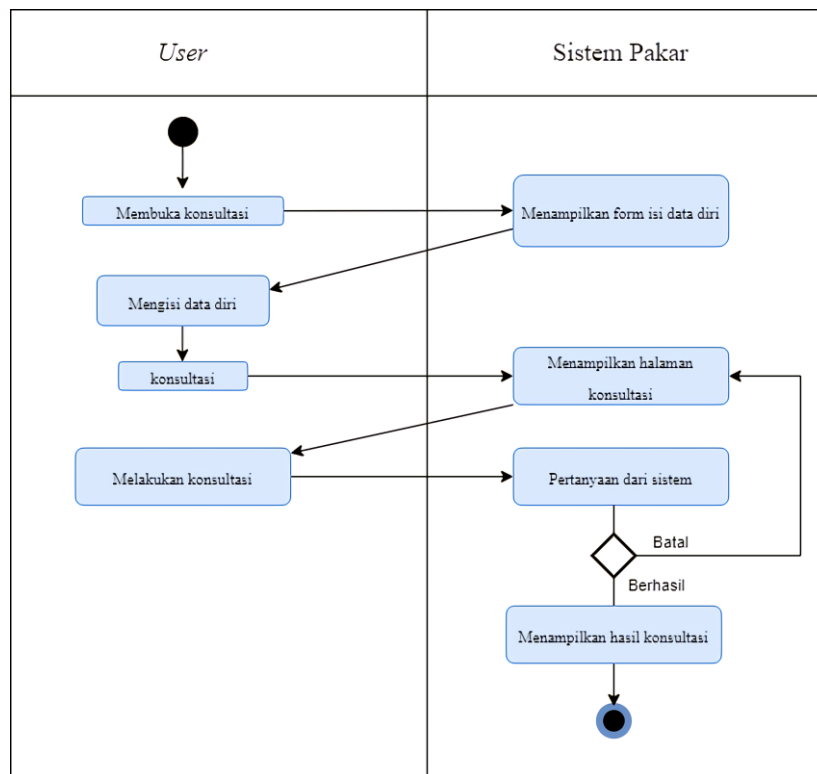 User
Sistem Pakar
Membuka konsultasi
Menampilkan form isi data diri
Mengisi data diri
konsultasi
Menampilkan halaman
konsultasi
Melakukan konsultasi
Pertanyaan dari sistem
Batal
Berhasil
Menampilkan hasil konsultasi